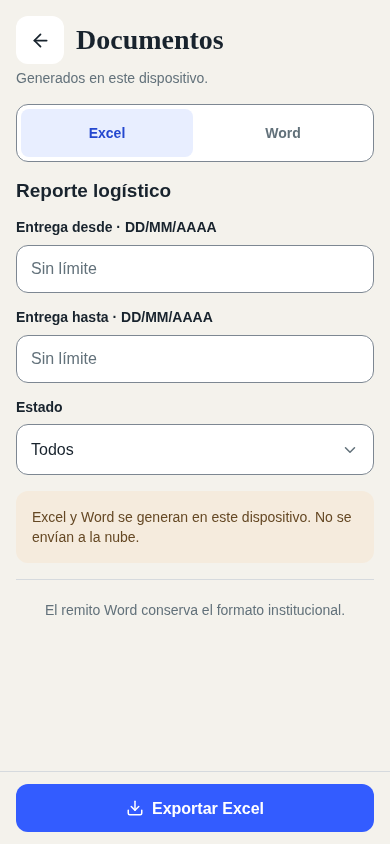 Documentos
Generados en este dispositivo.
Excel
Word
Reporte logístico
Entrega desde · DD/MM/AAAA
Sin límite
Entrega hasta · DD/MM/AAAA
Sin límite
Estado
Todos
Excel y Word se generan en este dispositivo. No se
envían a la nube.
El remito Word conserva el formato institucional.
Exportar Excel